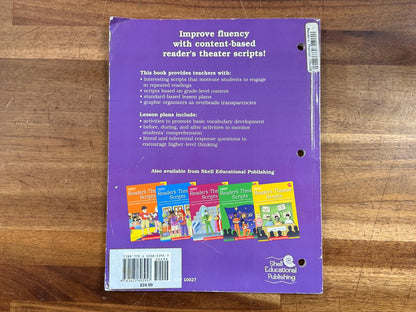 Improve fluency
with content-based
reader's theater scripts!
This book provides teachers with:
• interesting scripts that motivate students to engage
in repeated readings
• scripts based on grade-level content
• standard-based lesson plans
• graphic organizers as overheads transparencies
Lesson plans include:
• activities to promote basic vocabulary development
• before, during, and after activities to monitor
students' comprehension
• literal and inferential response questions to
encourage higher-level thinking
Also available from Shell Educational Publishing
Reader's Theater
Scripts
Reader's Theater
Scripts
Reader's Theater
Scripts
Reader's Theater
Scripts
Reader's Theater
Scripts
$24.99
10027
Shell
Educational
Publishing